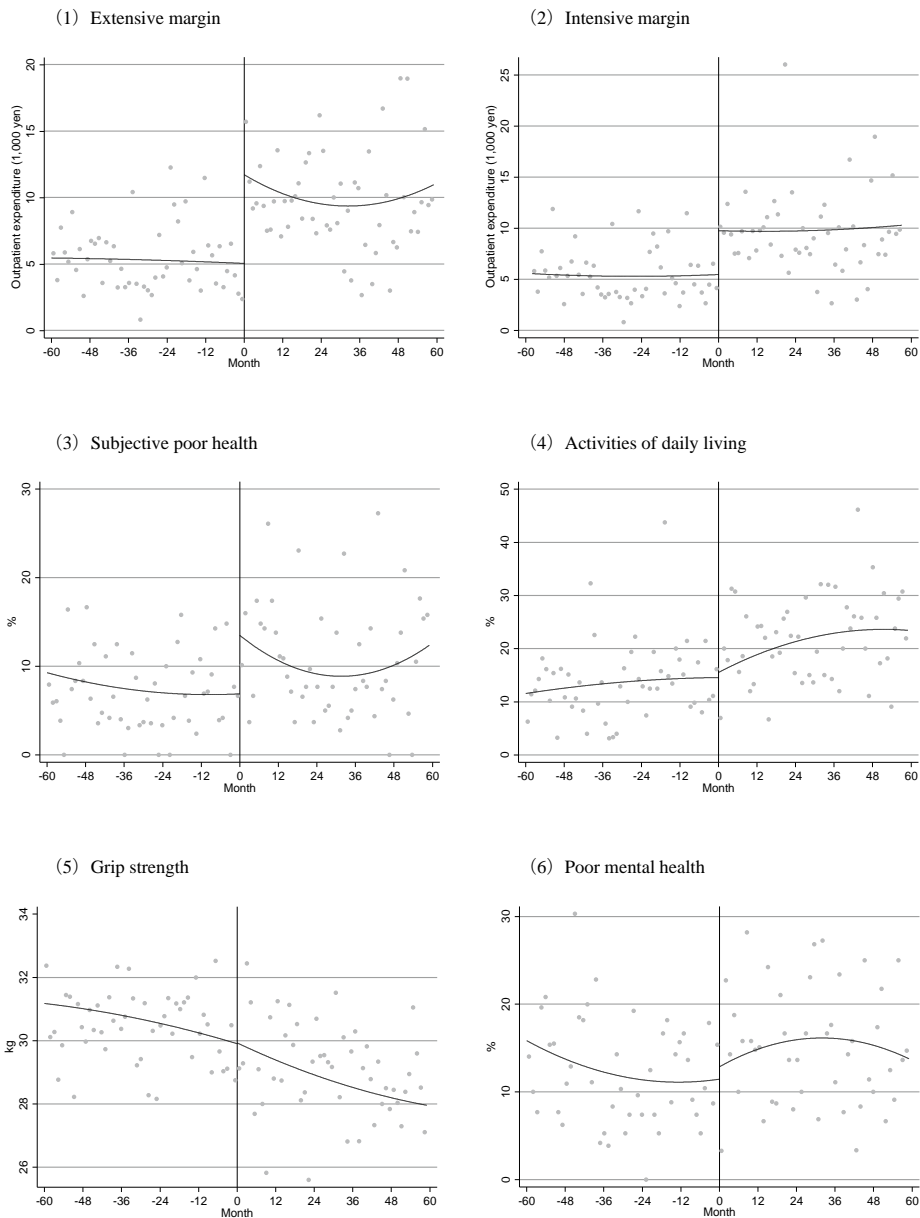 （1） Extensive margin
Outpatient expenditure (1,000 yen)
20
15
10
5
0
-60 -48 -36 -24 -12 0 12 24 36 48 60
Month
（2） Intensive margin
Outpatient expenditure (1,000 yen)
25
20
15
10
5
0
-60 -48 -36 -24 -12 0 12 24 36 48 60
Month
（3） Subjective poor health
%
30
20
10
0
-60 -48 -36 -24 -12 0 12 24 36 48 60
Month
（4） Activities of daily living
%
50
40
30
20
10
0
-60 -48 -36 -24 -12 0 12 24 36 48 60
Month
（5） Grip strength
kg
34
32
30
28
26
-60 -48 -36 -24 -12 0 12 24 36 48 60
Month
（6） Poor mental health
%
30
20
10
0
-60 -48 -36 -24 -12 0 12 24 36 48 60
Month